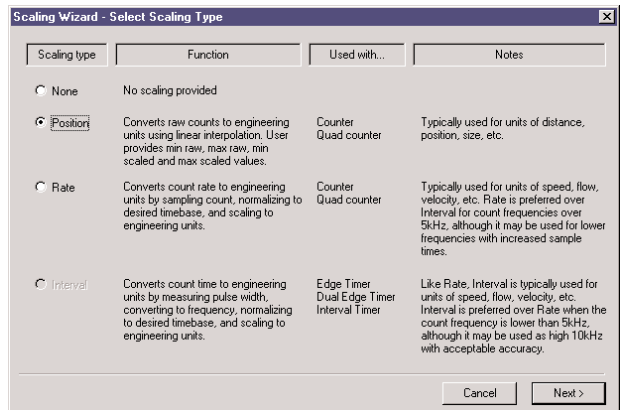 Scaling Wizard - Select Scaling Type
Scaling type
Function
Used with...
Notes
None
No scaling provided
Position
Converts raw counts to engineering
units using linear interpolation. User
provides min raw, max raw, min
scaled and max scaled values.
Counter
Quad counter
Typically used for units of distance,
position, size, etc.
Rate
Converts count rate to engineering
units by sampling count, normalizing to
desired timebase, and scaling to
engineering units.
Counter
Quad counter
Typically used for units of speed, flow,
velocity, etc. Rate is preferred over
Interval for count frequencies over
5kHz, although it may be used for lower
frequencies with increased sample
times.
Interval
Converts count time to engineering
units by measuring pulse width,
converting to frequency, normalizing
to desired timebase, and scaling to
engineering units.
Edge Timer
Dual Edge Timer
Interval Timer
Like Rate, Interval is typically used for
units of speed, flow, velocity, etc.
Interval is preferred over Rate when the
count frequency is lower than 5kHz,
although it may be used as high 10kHz
with acceptable accuracy.
Cancel
Next >